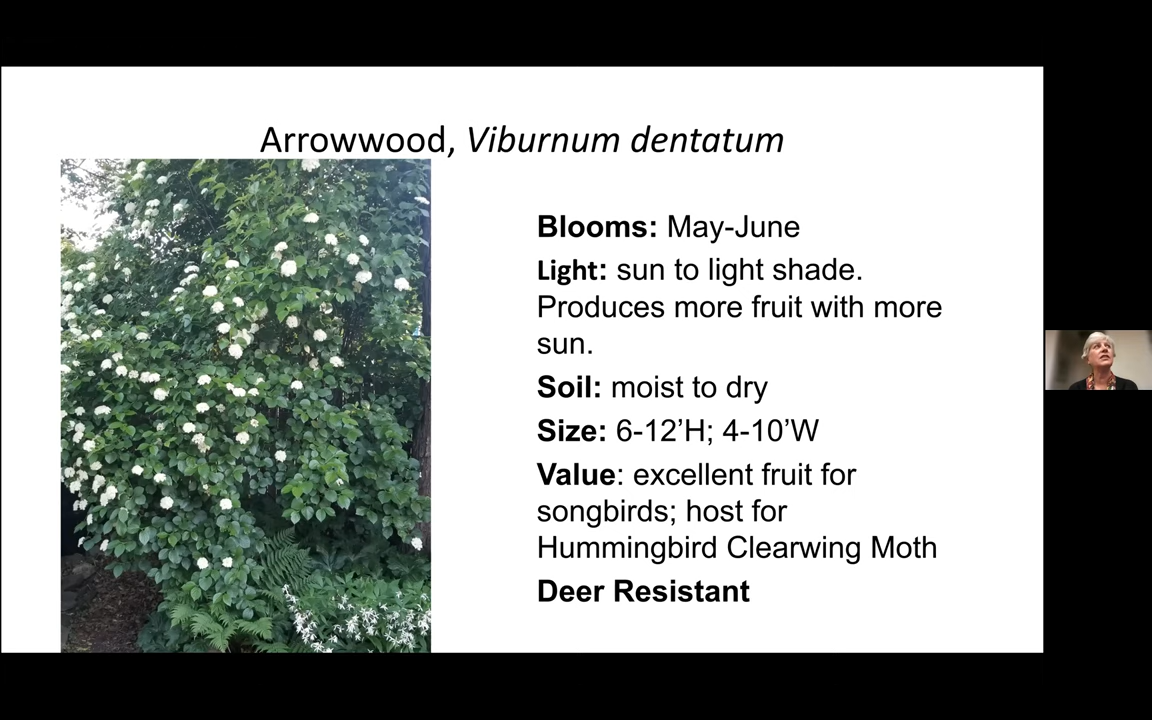 Arrowwood, Viburnum dentatum
Blooms: May-June
Light: sun to light shade.
Produces more fruit with more
sun.
Soil: moist to dry
Size: 6-12’H; 4-10’W
Value: excellent fruit for
songbirds; host for
Hummingbird Clearwing Moth
Deer Resistant